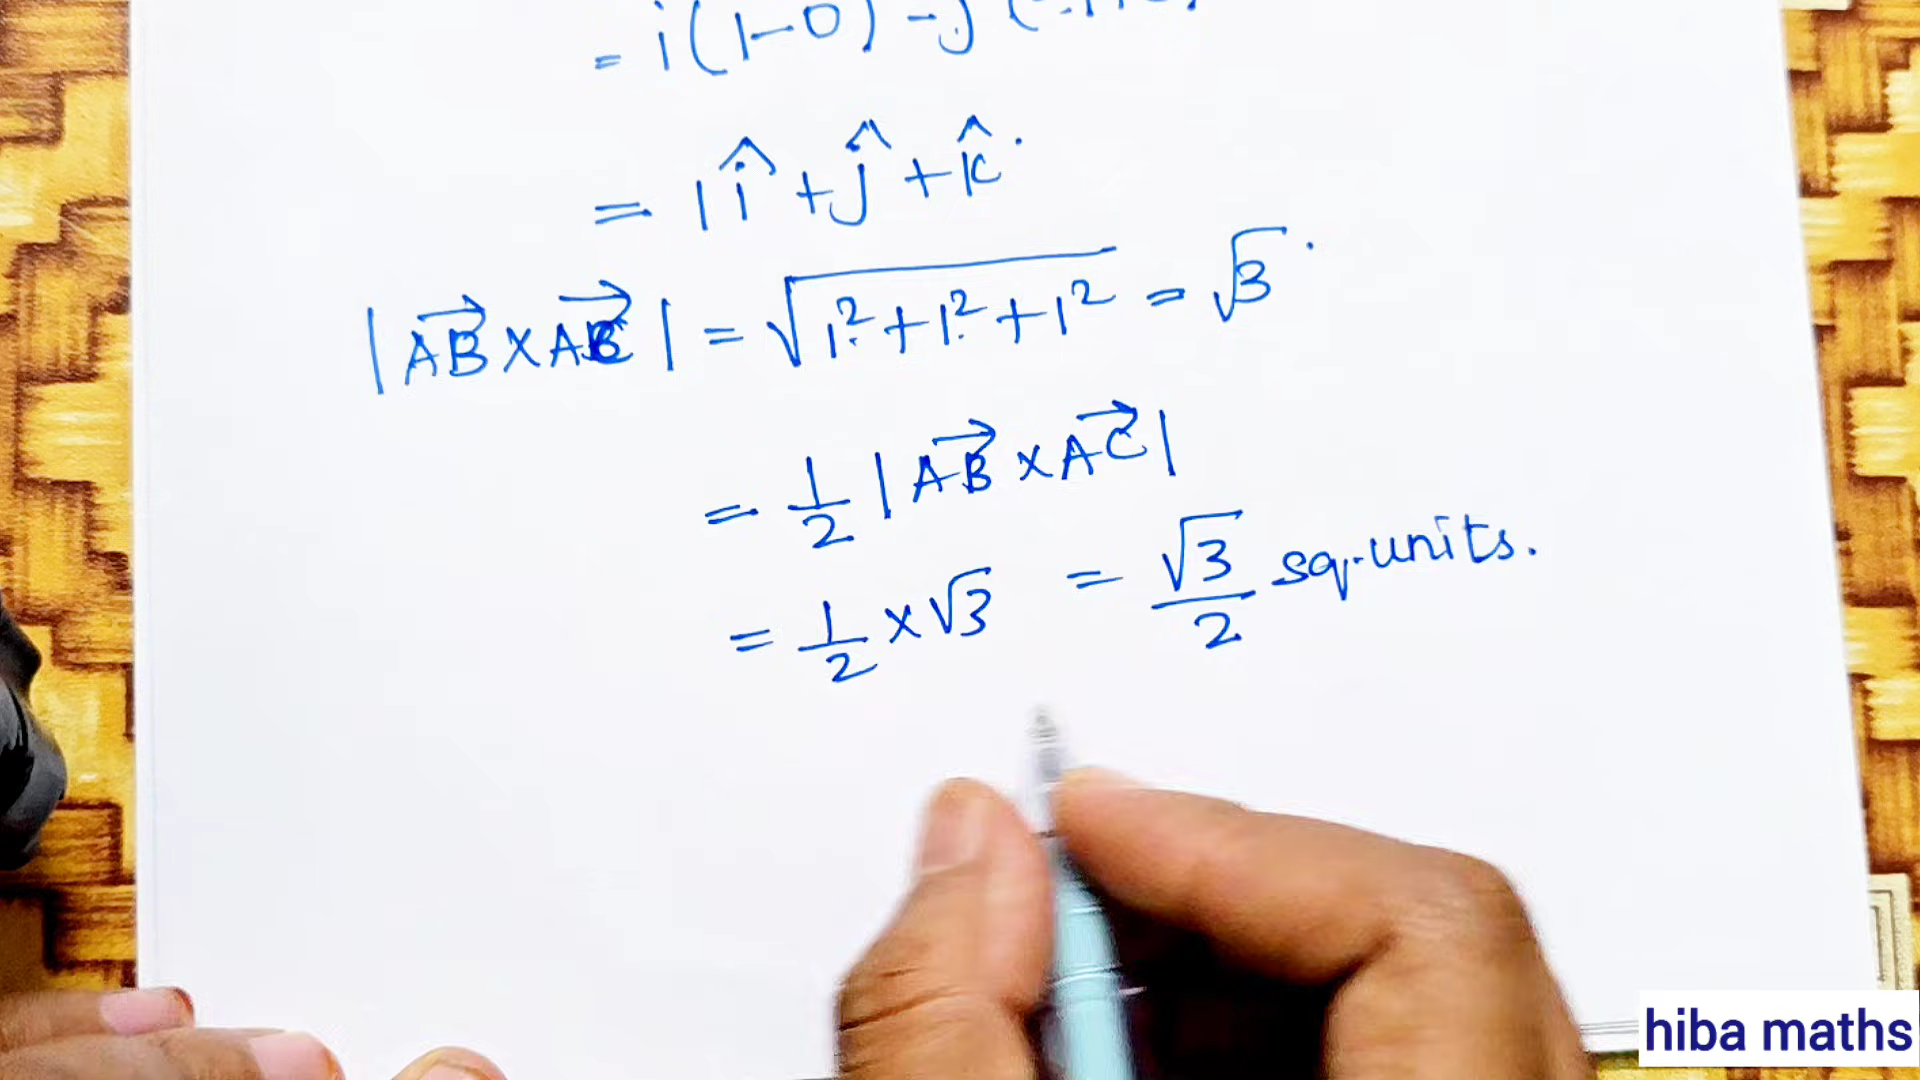 = i(1-0) -j(
= 1î + ĵ + k̂.
|AB⃗ × AC⃗| = √1² + 1² + 1² = √3.
= 1/2 |AB⃗ × AC⃗|
= 1/2 × √3 = √3/2 sq.units.
hiba maths